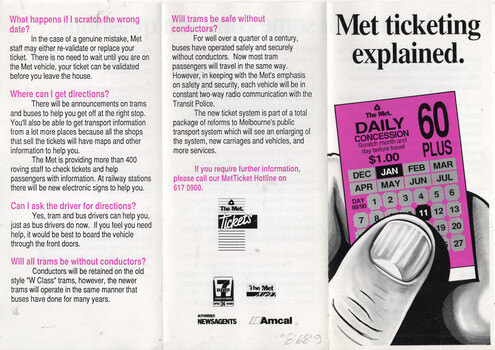 What happens if I scratch the wrong
date?
In the case of a genuine mistake, Met
staff may either re-validate or replace your
ticket. There is no need to wait until you are on
the Met vehicle, your ticket can be validated
before you leave the house.
Where can I get directions?
There will be announcements on trams
and buses to help you get off at the right stop.
You'll also be able to get transport information
from a lot more places because all the shops
that sell the tickets will have maps and other
information to help you.
The Met is providing more than 400
roving staff to check tickets and help
passengers with information. At railway stations
there will be new electronic signs to help you.
Can I ask the driver for directions?
Yes, tram and bus drivers can help you,
just as bus drivers do now. If you feel you need
help, it would be best to board the vehicle
through the front doors.
Will all trams be without conductors?
Conductors will be retained on the old
style "W Class" trams, however, the newer
trams will operate in the same manner that
buses have done for many years.
Will trams be safe without
conductors?
For well over a quarter of a century,
buses have operated safely and securely
without conductors. Now most tram
passengers will travel in the same way.
However, in keeping with the Met's emphasis
on safety and security, each vehicle will be in
constant two-way radio communication with the
Transit Police.
The new ticket system is part of a total
package of reforms to Melbourne's public
transport system which will see an enlarging of
the system, new carriages and vehicles, and
more services.
If you require further information,
please call our MetTicket Hotline on
617 0900.
The Met.
Tickets
7
ELEVEN
The Met
AUTHORISED
NEWSAGENTS
Amcal
Met ticketing
explained.
The Met.
DAILY
CONCESSION
Scratch month and
day before travel
$1.00
60
PLUS
DEC JAN FEB MAR
APR MAY JUN JUL
DAY
89/90
7
8
11
27